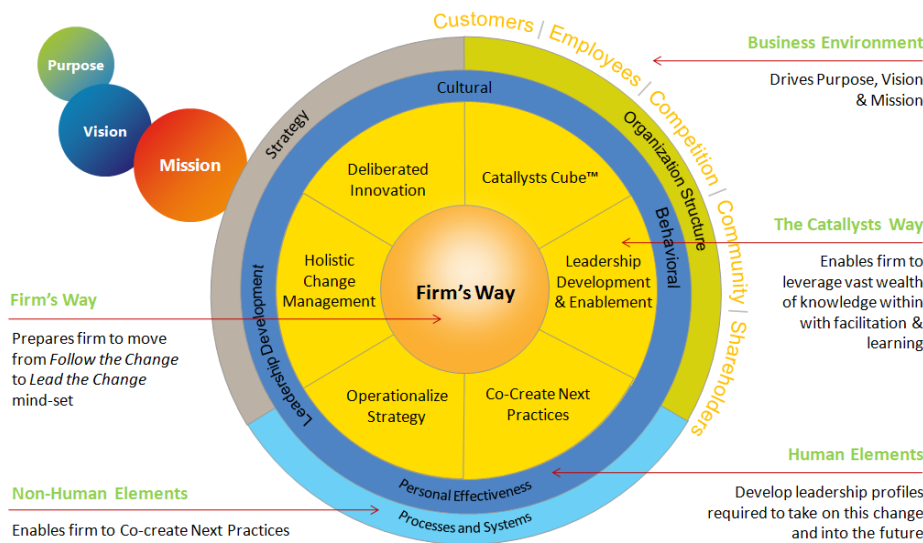 Customers | Employees | Competition | Community | Shareholders
Purpose
Vision
Mission
Business Environment
Drives Purpose, Vision
& Mission
Strategy
Organization Structure
Processes and Systems
Cultural
Behavioral
Personal Effectiveness
Leadership Development
Deliberated
Innovation
Catallysts Cube™
Holistic
Change
Management
Leadership
Development
& Enablement
Operationalize
Strategy
Co-Create Next
Practices
Firm's Way
The Catallysts Way
Enables firm to
leverage vast wealth
of knowledge within
with facilitation &
learning
Firm's Way
Prepares firm to move
from Follow the Change
to Lead the Change
mind-set
Human Elements
Develop leadership profiles
required to take on this change
and into the future
Non-Human Elements
Enables firm to Co-create Next Practices